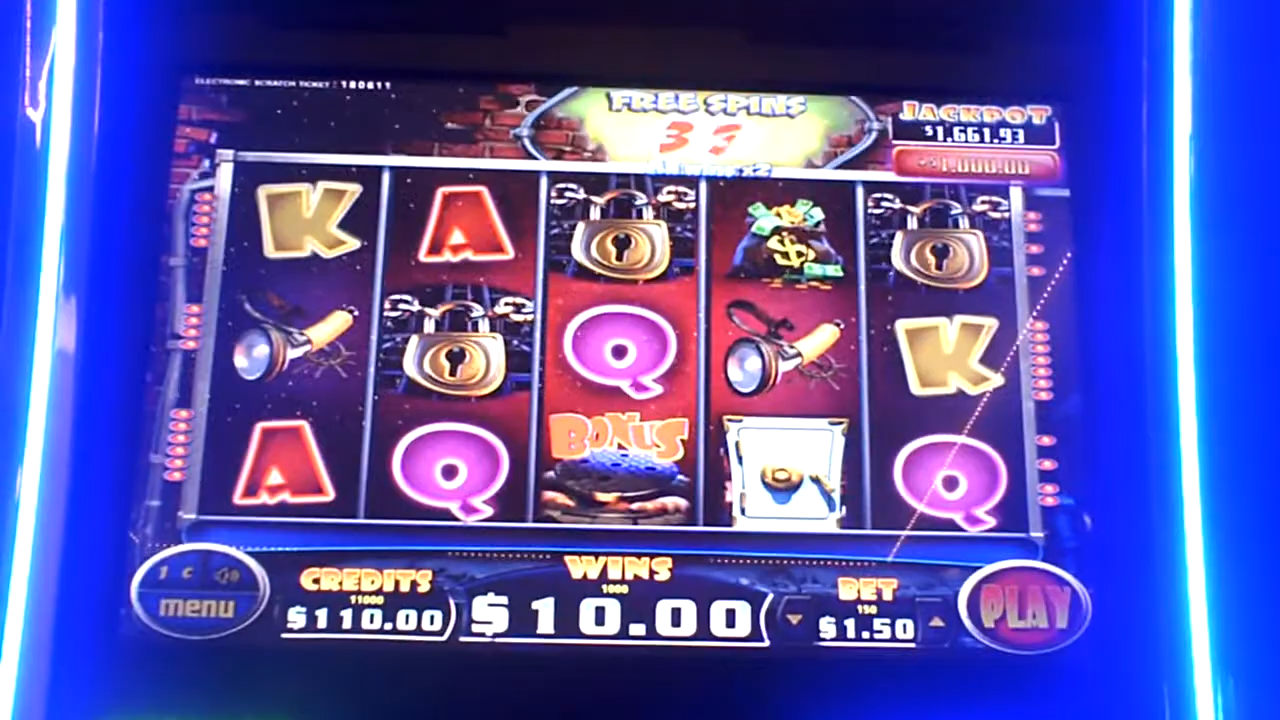 ELECTRONIC SCRATCH TICKET : 180611
FREE SPINS
JACKPOT
$1,661.93
$1,000.00
K A
K
Q
A Q BONUS Q
1 ¢
menu
CREDITS
11000
$110.00
WINS
1000
$10.00
BET
150
$1.50
PLAY